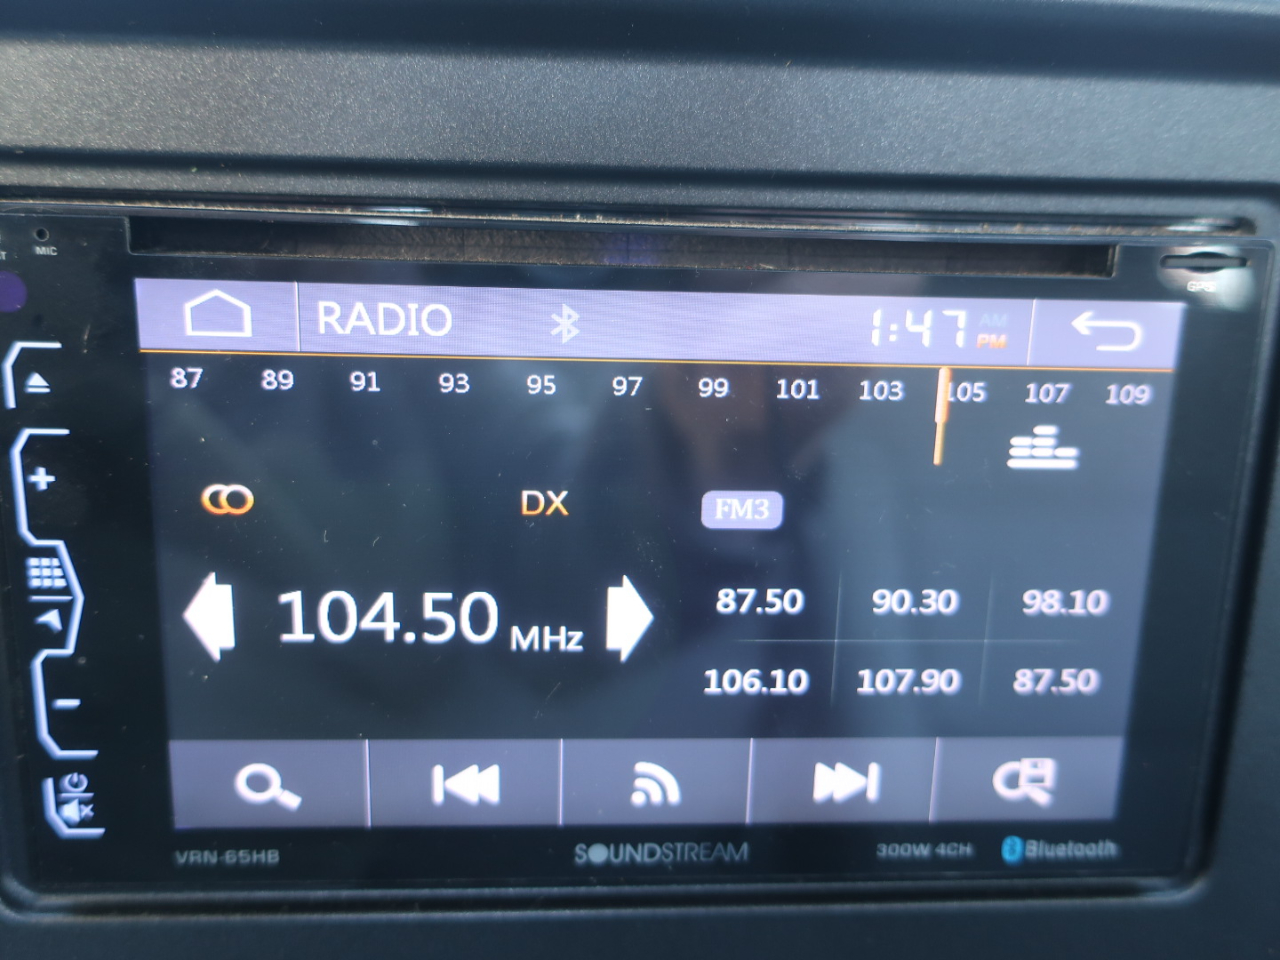 MIC
GPS
RADIO 1:47 AM
PM
87 89 91 93 95 97 99 101 103 105 107 109
DX FM3
104.50 MHz
87.50 90.30 98.10
106.10 107.90 87.50
VRN-65HB SOUNDSTREAM 300W 4CH Bluetooth